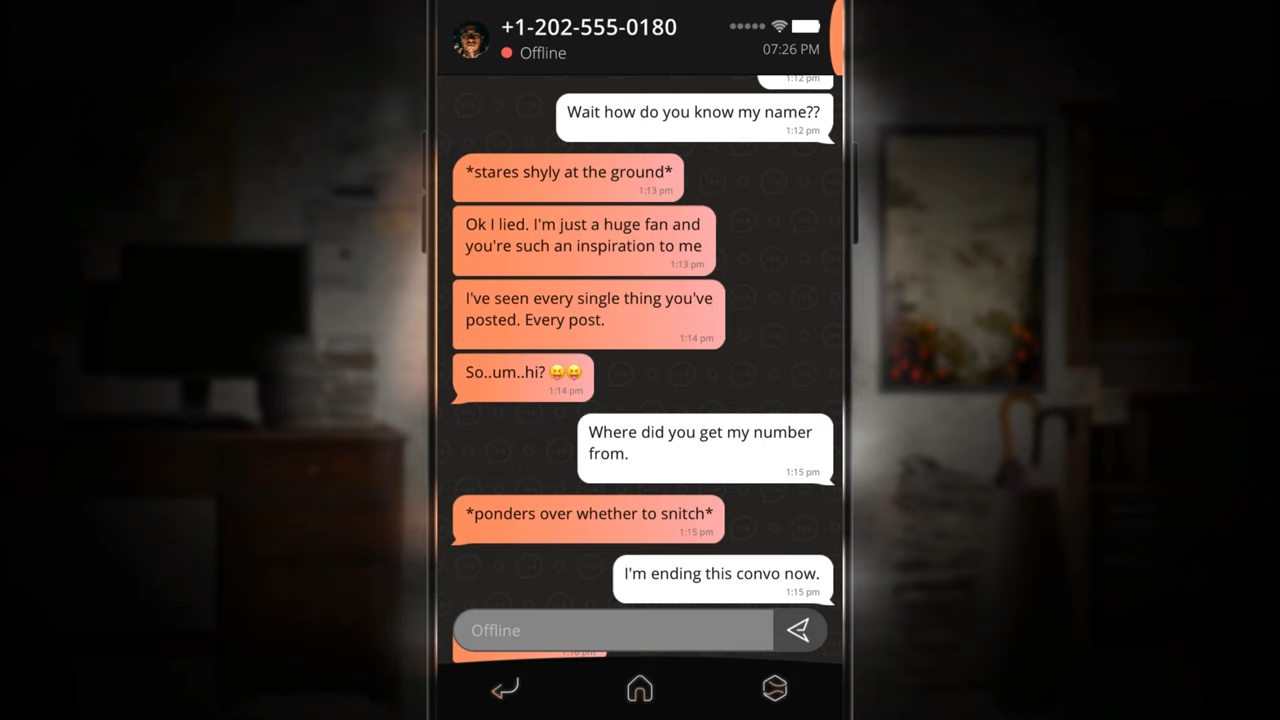 +1-202-555-0180
Offline
07:26 PM
1:12 pm
Wait how do you know my name??
1:12 pm
*stares shyly at the ground*
1:13 pm
Ok I lied. I'm just a huge fan and
you're such an inspiration to me
1:13 pm
I've seen every single thing you've
posted. Every post.
1:14 pm
So..um..hi? 😝😝
1:14 pm
Where did you get my number
from.
1:15 pm
*ponders over whether to snitch*
1:15 pm
I'm ending this convo now.
1:15 pm
Offline